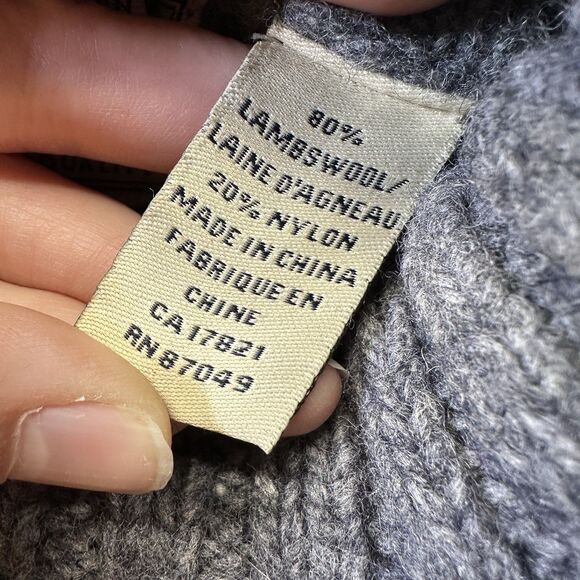 80%
LAMBSWOOL/
LAINE D'AGNEAU
20% NYLON
MADE IN CHINA
FABRIQUE EN
CHINE
CA 17821
RN 87049